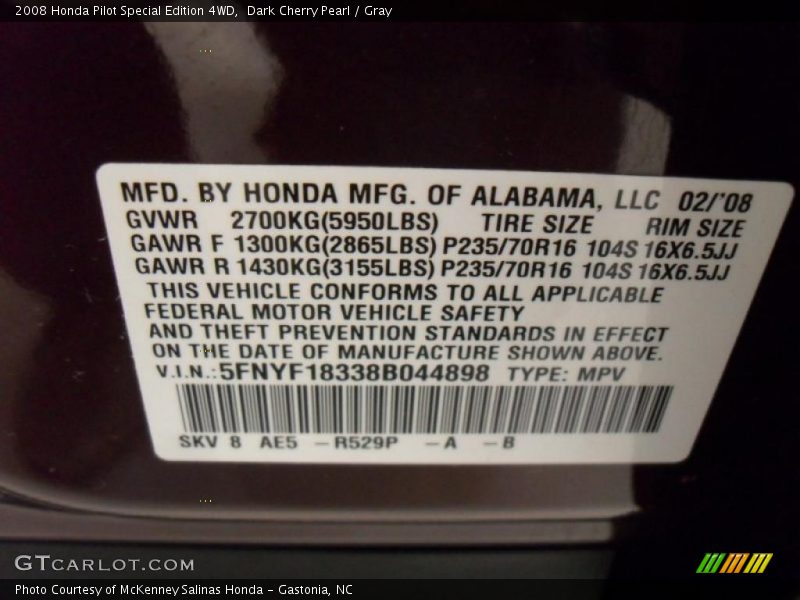 2008 Honda Pilot Special Edition 4WD, Dark Cherry Pearl / Gray
MFD. BY HONDA MFG. OF ALABAMA, LLC 02/'08
GVWR 2700KG(5950LBS) TIRE SIZE RIM SIZE
GAWR F 1300KG(2865LBS) P235/70R16 104S 16X6.5JJ
GAWR R 1430KG(3155LBS) P235/70R16 104S 16X6.5JJ
THIS VEHICLE CONFORMS TO ALL APPLICABLE
FEDERAL MOTOR VEHICLE SAFETY
AND THEFT PREVENTION STANDARDS IN EFFECT
ON THE DATE OF MANUFACTURE SHOWN ABOVE.
V.I.N.:5FNYF18338B044898 TYPE: MPV
SKV 8 AE5 -R529P -A -B
GTCARLOT.COM
Photo Courtesy of McKenney Salinas Honda - Gastonia, NC